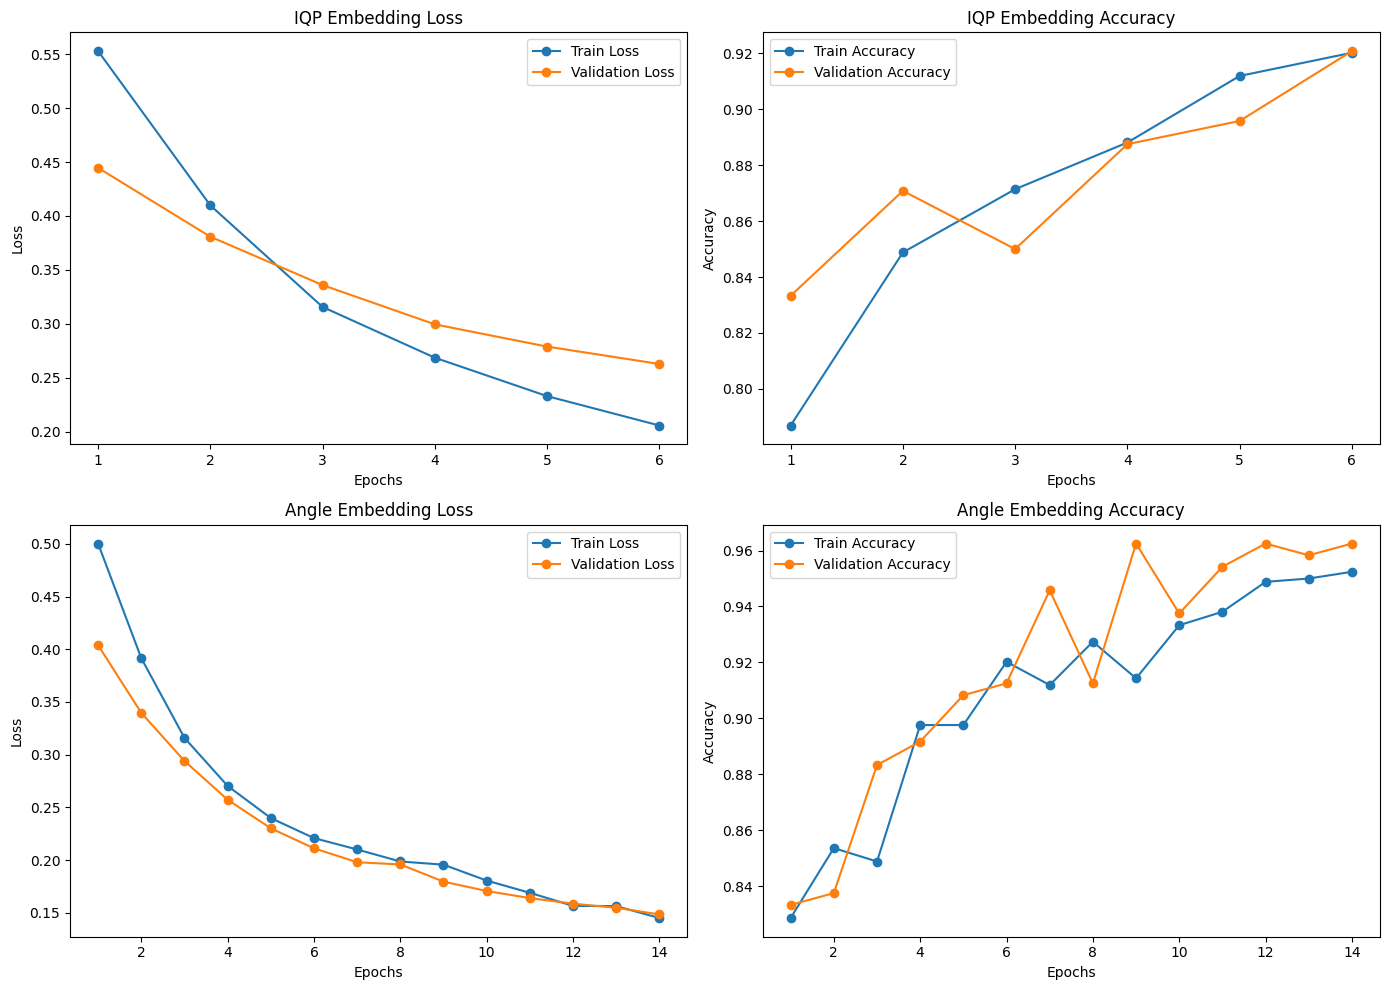 IQP Embedding Loss
Train Loss
Validation Loss
0.55
0.50
0.45
0.40
0.35
0.30
0.25
0.20
Loss
1 2 3 4 5 6
Epochs
IQP Embedding Accuracy
Train Accuracy
Validation Accuracy
0.92
0.90
0.88
0.86
0.84
0.82
0.80
Accuracy
1 2 3 4 5 6
Epochs
Angle Embedding Loss
Train Loss
Validation Loss
0.50
0.45
0.40
0.35
0.30
0.25
0.20
0.15
Loss
2 4 6 8 10 12 14
Epochs
Angle Embedding Accuracy
Train Accuracy
Validation Accuracy
0.96
0.94
0.92
0.90
0.88
0.86
0.84
Accuracy
2 4 6 8 10 12 14
Epochs